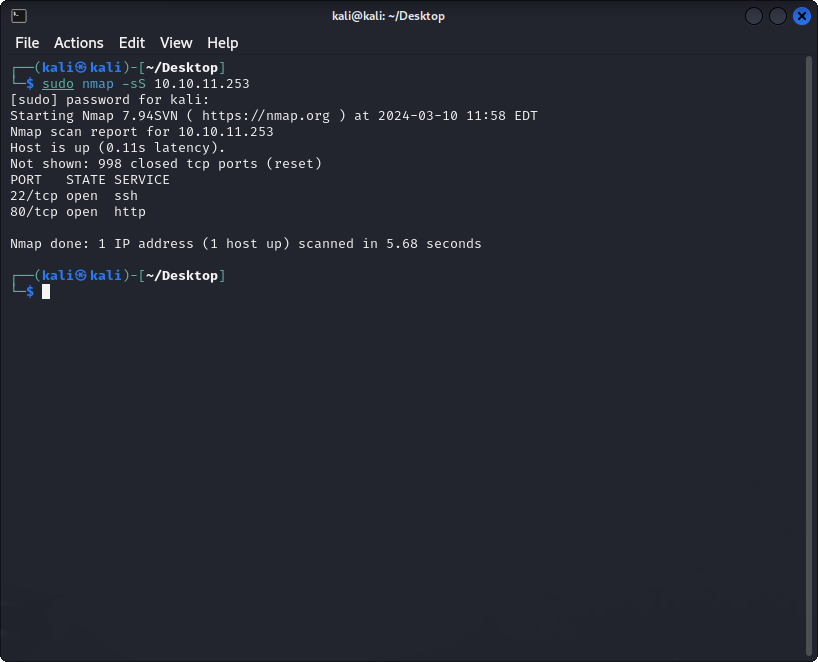 kali@kali: ~/Desktop
File Actions Edit View Help
┌──(kali㉿kali)-[~/Desktop]
└─$ sudo nmap -sS 10.10.11.253
[sudo] password for kali:
Starting Nmap 7.94SVN ( https://nmap.org ) at 2024-03-10 11:58 EDT
Nmap scan report for 10.10.11.253
Host is up (0.11s latency).
Not shown: 998 closed tcp ports (reset)
PORT   STATE SERVICE
22/tcp open  ssh
80/tcp open  http
Nmap done: 1 IP address (1 host up) scanned in 5.68 seconds
┌──(kali㉿kali)-[~/Desktop]
└─$